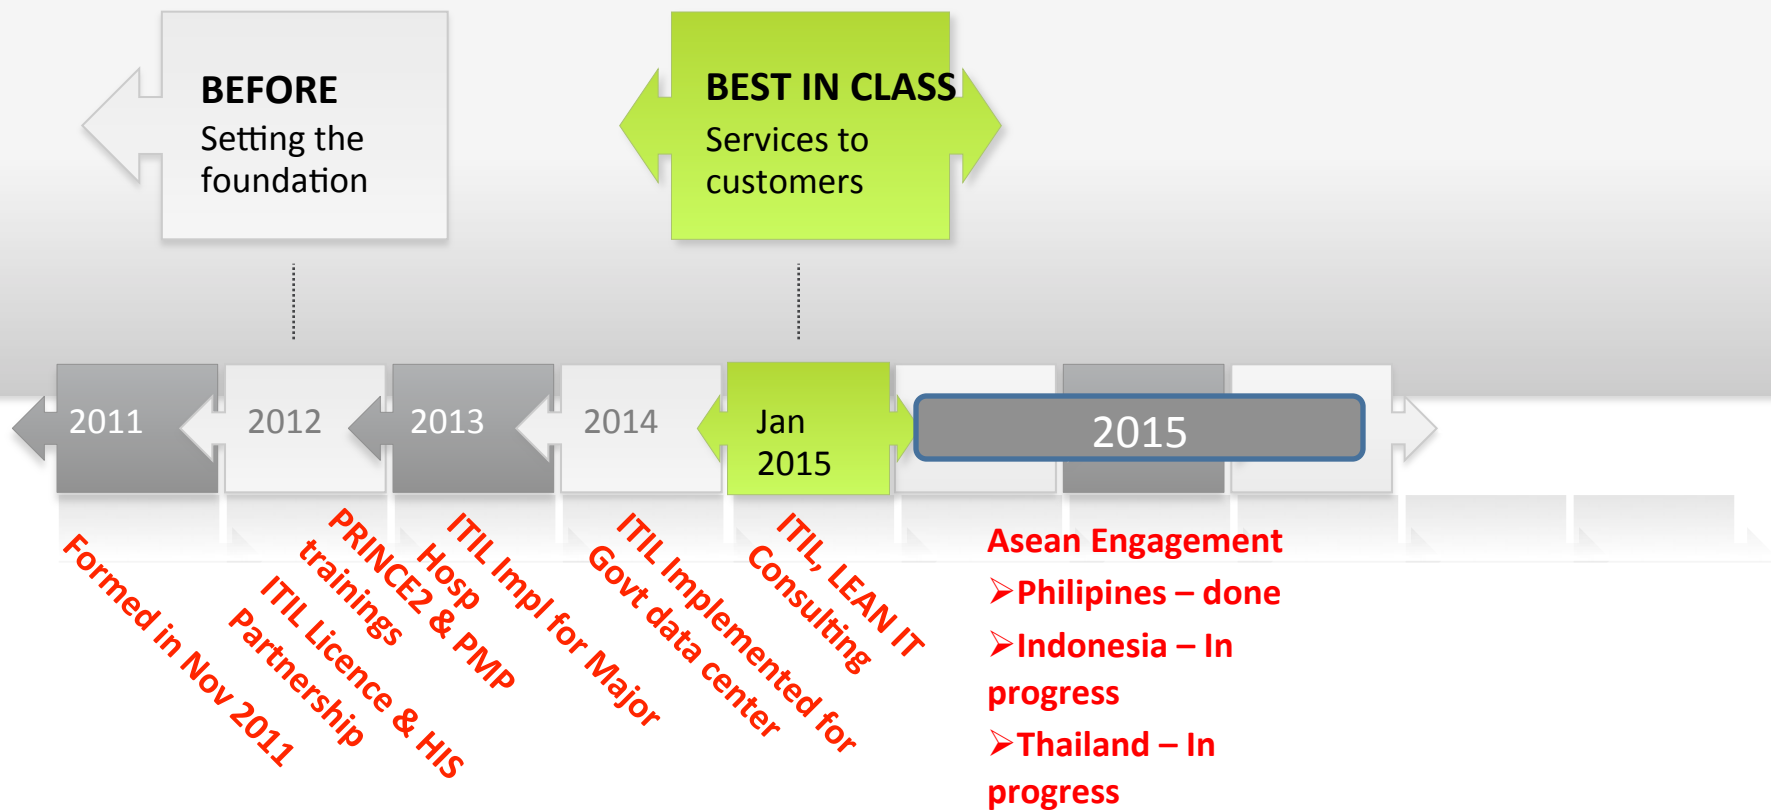 BEFORE
Setting the
foundation
BEST IN CLASS
Services to
customers
2011
2012
2013
2014
Jan
2015
2015
Formed in Nov 2011
ITIL Licence & HIS
Partnership
PRINCE2 & PMP
trainings
ITIL Impl for Major
Hosp
ITIL Implemented for
Govt data center
ITIL, LEAN IT
Consulting
Asean Engagement
➢Philipines – done
➢Indonesia – In
progress
➢Thailand – In
progress